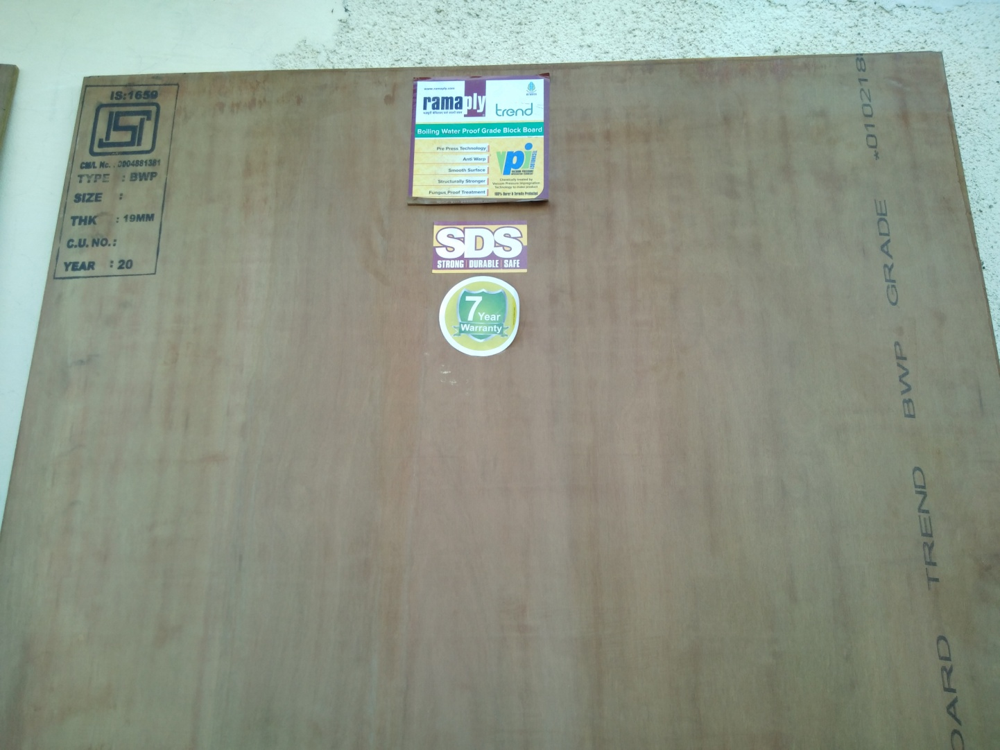 IS:1659
ISI
CM/L No. : 0004881381
TYPE : BWP
SIZE :
THK : 19MM
C.U. NO.:
YEAR : 20
www.ramaply.com
ramaply
trend
Boiling Water Proof Grade Block Board
Pre Press Technology
Anti Warp
Smooth Surface
Structurally Stronger
Fungus Proof Treatment
vpi
TECHNOLOGY
VACUUM PRESSURE
IMPREGNATION TECHNOLOGY
Chemically treated by
Vacuum Pressure Impregnation
Technology to make product
100% Borer & Termite Protected
SDS
STRONG | DURABLE | SAFE
7 Year
Warranty
OARD TREND BWP GRADE *010218